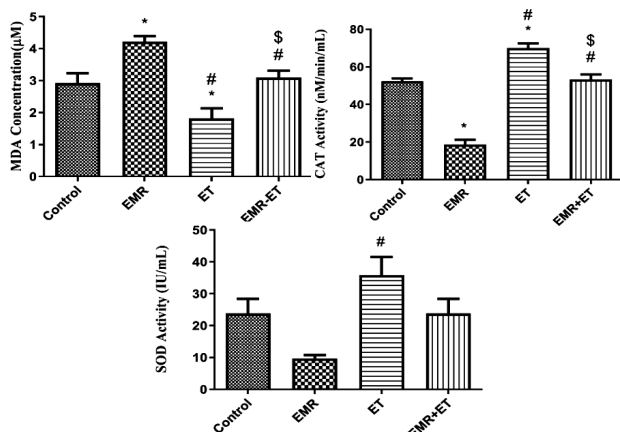 MDA Concentration(μM)
5
4
3
2
1
0
*
#
*
$
#
Control
EMR
ET
EMR-ET
CAT Activity (nM/min/mL)
80
60
40
20
0
*
#
*
$
#
Control
EMR
ET
EMR+ET
SOD Activity (IU/mL)
50
40
30
20
10
0
#
Control
EMR
ET
EMR+ET